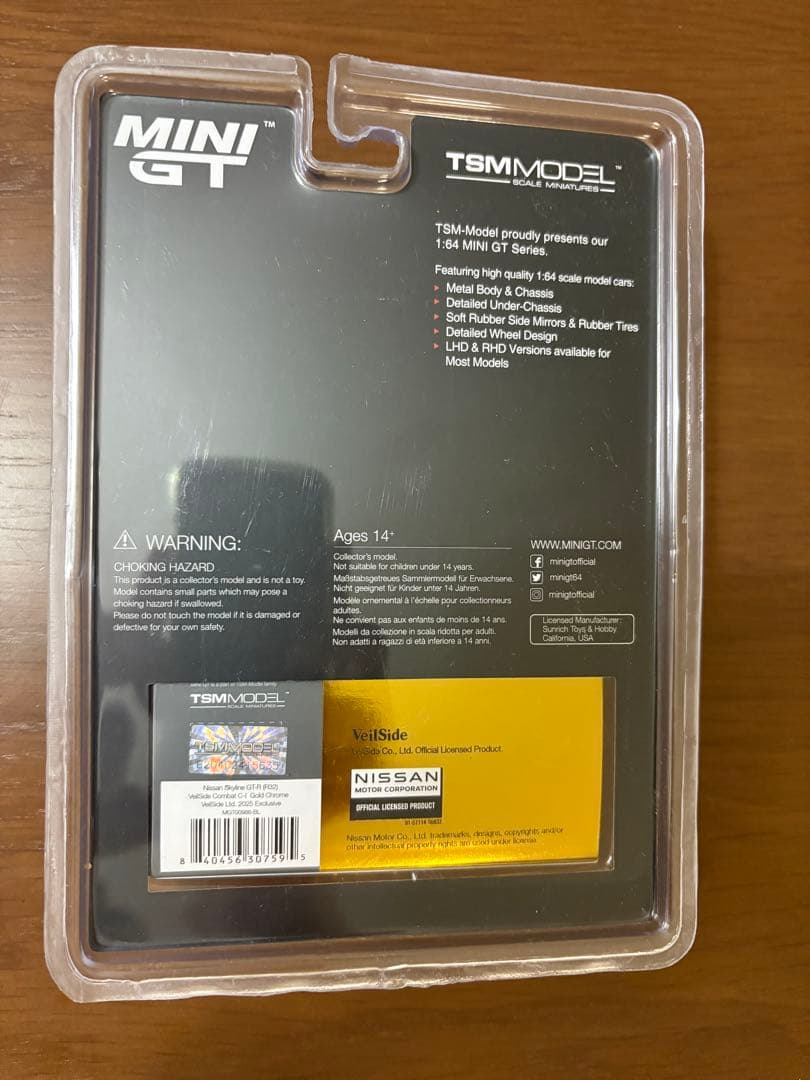 MINI GT™
TSMMODEL™
SCALE MINIATURES
TSM-Model proudly presents our
1:64 MINI GT Series.
Featuring high quality 1:64 scale model cars:
Metal Body & Chassis
Detailed Under-Chassis
Soft Rubber Side Mirrors & Rubber Tires
Detailed Wheel Design
LHD & RHD Versions available for
Most Models
WARNING:
CHOKING HAZARD
This product is a collector's model and is not a toy.
Model contains small parts which may pose a
choking hazard if swallowed.
Please do not touch the model if it is damaged or
defective for your own safety.
Ages 14+
Collector's model.
Not suitable for children under 14 years.
Maßstabsgetreues Sammlermodell für Erwachsene.
Nicht geeignet für Kinder unter 14 Jahren.
Modèle ornemental à l'échelle pour collectionneurs
adultes.
Ne convient pas aux enfants de moins de 14 ans.
Modelli da collezione in scala ridotta per adulti.
Non adatti a ragazzi di età inferiore a 14 anni.
WWW.MINIGT.COM
minigtofficial
minigt64
minigtofficial
Licensed Manufacturer:
Sunrich Toys & Hobby
California, USA
TSMMODEL™
SCALE MINIATURES
TSMMODEL
Nissan Skyline GT-R (R32)
VeilSide Combat C-I Gold Chrome
VeilSide Ltd. 2025 Exclusive
MGT00966-BL
8 40456 30759 5
VeilSide
VeilSide Co., Ltd. Official Licensed Product.
NISSAN
MOTOR CORPORATION
OFFICIAL LICENSED PRODUCT
Nissan Motor Co., Ltd. trademarks, designs, copyrights and/or
other intellectual property rights are used under license